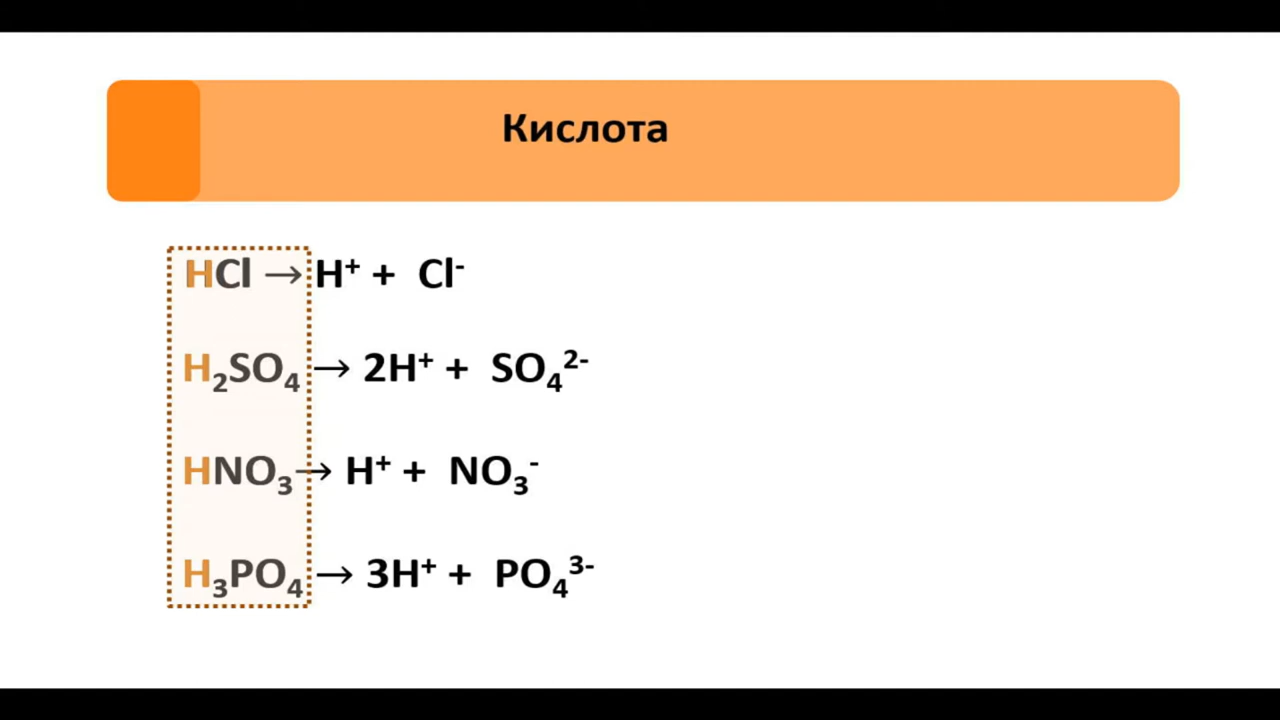 Кислота
HCl → H⁺ + Cl⁻
H₂SO₄ → 2H⁺ + SO₄²⁻
HNO₃ → H⁺ + NO₃⁻
H₃PO₄ → 3H⁺ + PO₄³⁻